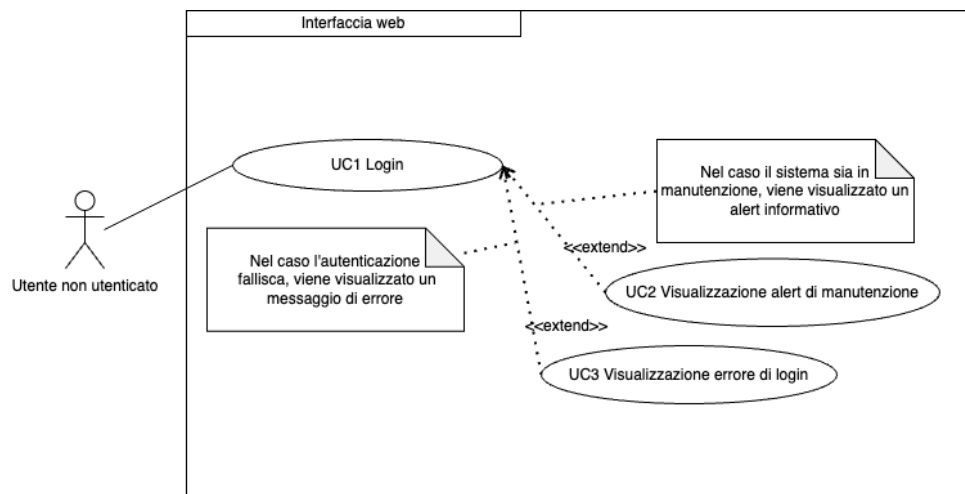 Interfaccia web
UC1 Login
Nel caso il sistema sia in
manutenzione, viene visualizzato un
alert informativo
<<extend>>
Nel caso l'autenticazione
fallisca, viene visualizzato un
messaggio di errore
Utente non utenticato
UC2 Visualizzazione alert di manutenzione
<<extend>>
UC3 Visualizzazione errore di login